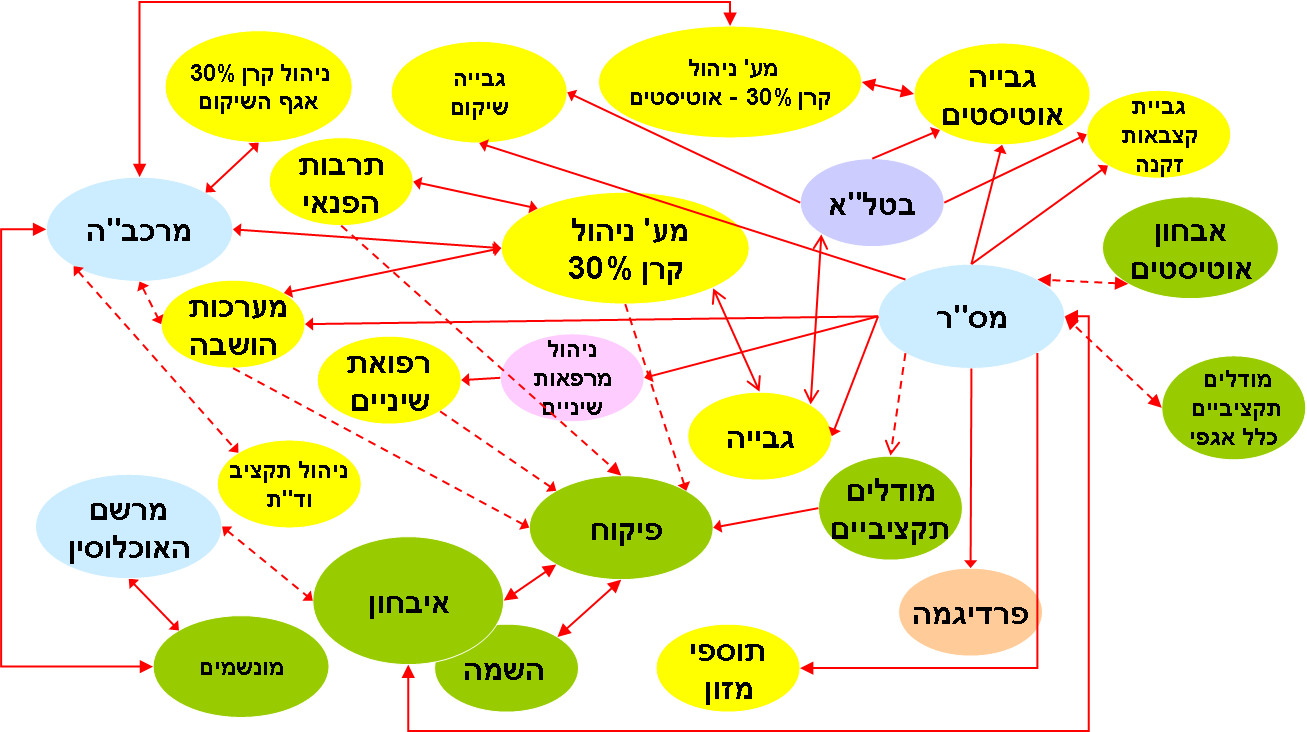 ניהול קרן 30%
אגף השיקום
גבייה
שיקום
מע' ניהול
קרן 30% - אוטיסטים
גבייה
אוטיסטים
גביית
קצבאות
זקנה
תרבות
הפנאי
בטל"א
מרכב"ה
מע' ניהול
קרן 30%
אבחון
אוטיסטים
מערכות
הושבה
מס"ר
רפואת
שיניים
ניהול
מרפאות
שיניים
מודלים
תקציביים
כלל אגפי
גבייה
ניהול תקציב
וד"ת
מרשם
האוכלוסין
פיקוח
מודלים
תקציביים
איבחון
פרדיגמה
מונשמים
השמה
תוספי
מזון